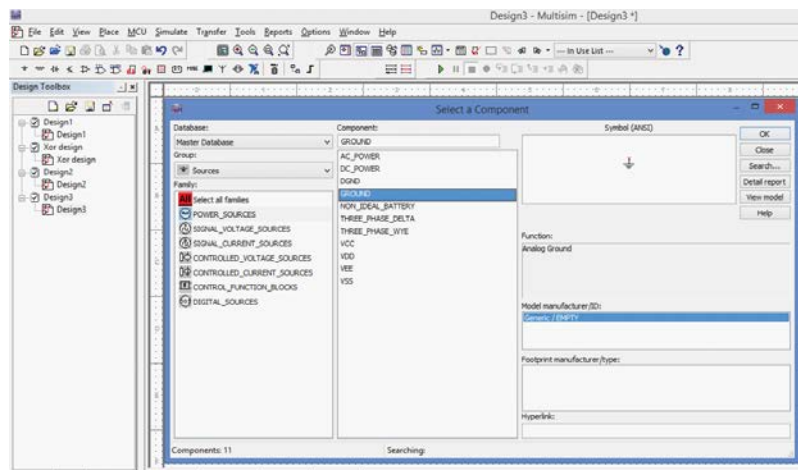 Design3 - Multisim - [Design3 *]
File Edit View Place MCU Simulate Transfer Tools Reports Options Window Help
--- In Use List ---
Design Toolbox
Design1
Design1
Xor design
Xor design
Design2
Design2
Design3
Design3
Select a Component
Database:
Master Database
Group:
Sources
Family:
All Select all families
POWER_SOURCES
SIGNAL_VOLTAGE_SOURCES
SIGNAL_CURRENT_SOURCES
CONTROLLED_VOLTAGE_SOURCES
CONTROLLED_CURRENT_SOURCES
CONTROL_FUNCTION_BLOCKS
DIGITAL_SOURCES
Component:
GROUND
AC_POWER
DC_POWER
DGND
GROUND
NON_IDEAL_BATTERY
THREE_PHASE_DELTA
THREE_PHASE_WYE
VCC
VDD
VEE
VSS
Symbol (ANSI)
Function:
Analog Ground
Model manufacturer/ID:
Generic / EMPTY
Footprint manufacturer/type:
Hyperlink:
OK
Close
Search...
Detail report
View model
Help
Components: 11
Searching: